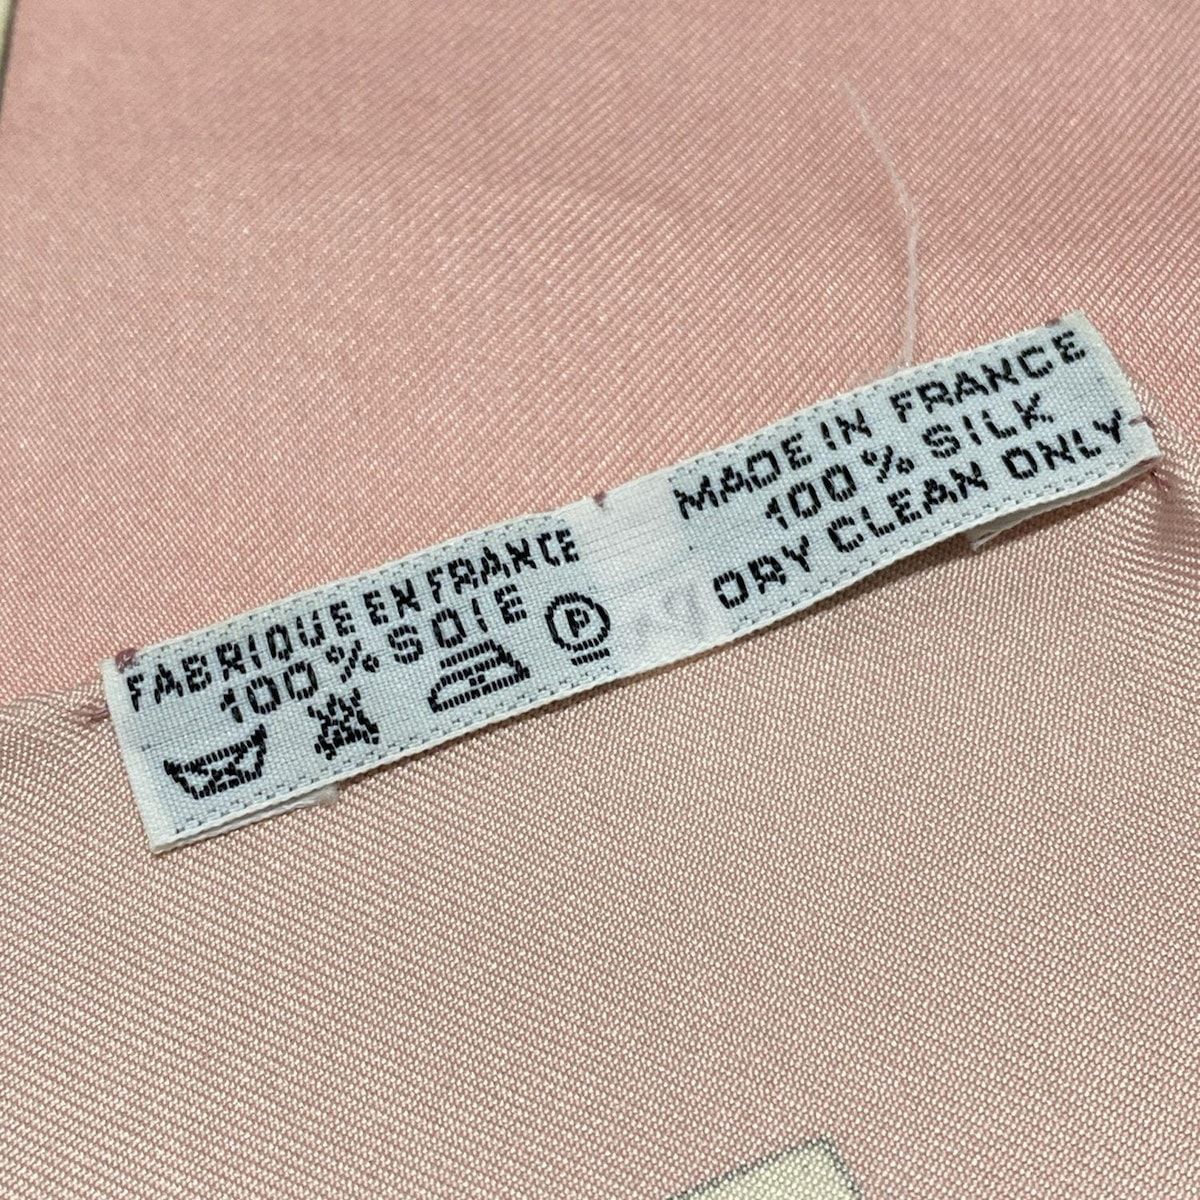 FABRIQUE EN FRANCE
100 % SOIE
P
MADE IN FRANCE
100 % SILK
DRY CLEAN ONLY